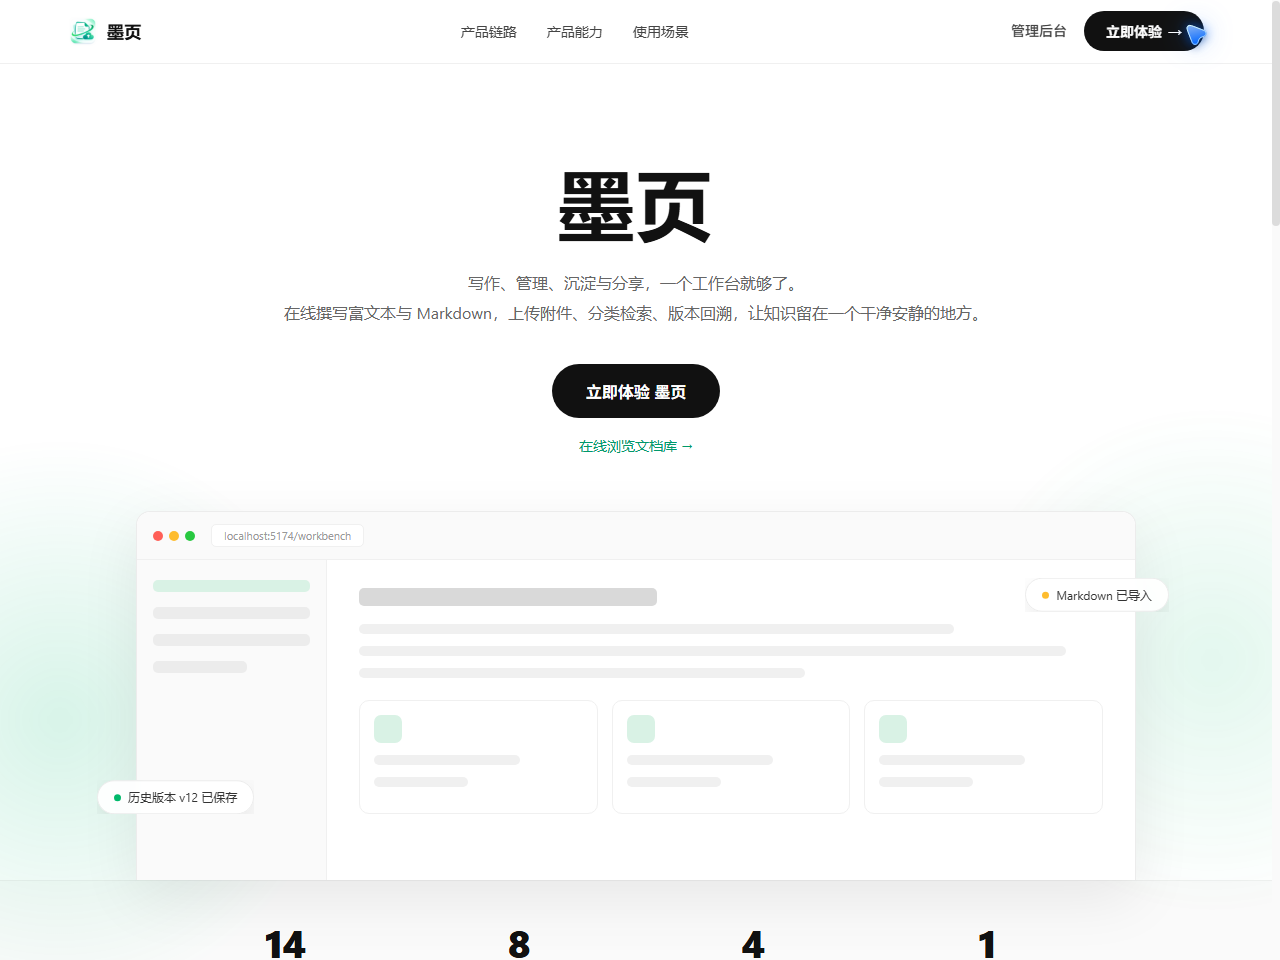 墨页
产品链路
产品能力
使用场景
管理后台
立即体验 →
墨页
写作、管理、沉淀与分享，一个工作台就够了。
在线撰写富文本与 Markdown，上传附件、分类检索、版本回溯，让知识留在一个干净安静的地方。
立即体验 墨页
在线浏览文档库 →
localhost:5174/workbench
Markdown 已导入
历史版本 v12 已保存
14
8
4
1